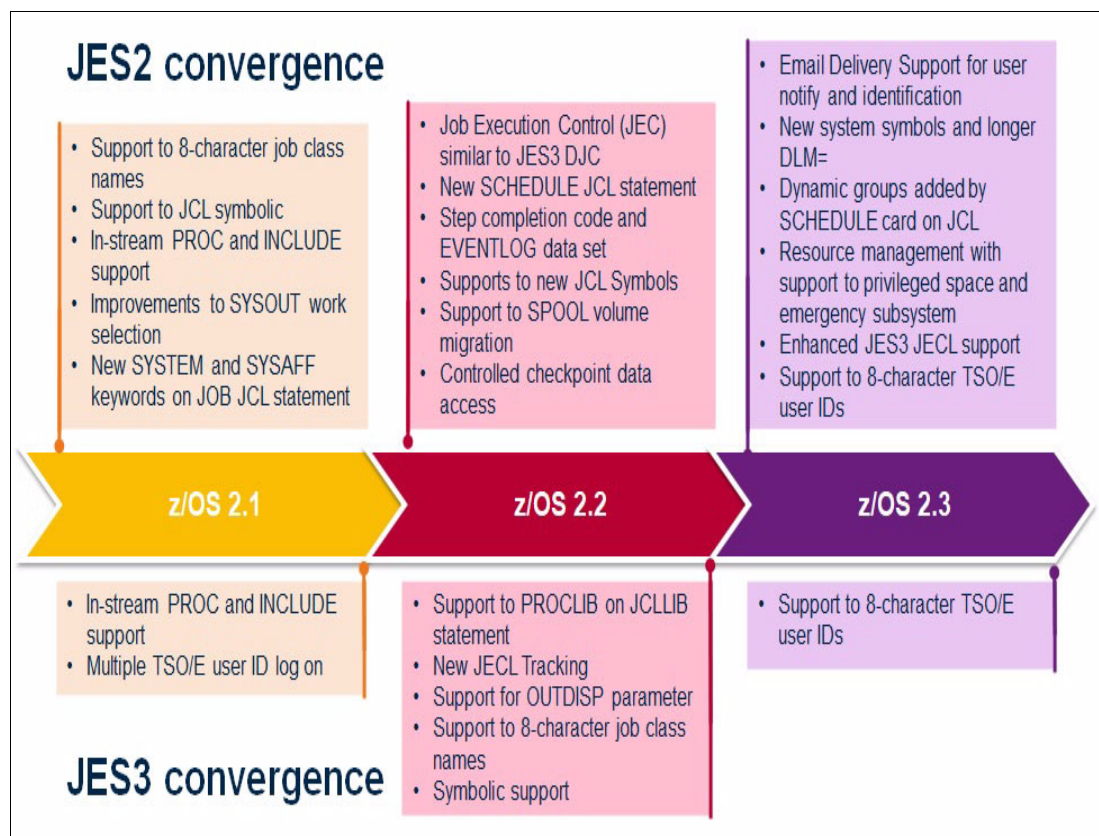 JES2 convergence
• Support to 8-character job class
names
• Support to JCL symbolic
• In-stream PROC and INCLUDE
support
• Improvements to SYSOUT work
selection
• New SYSTEM and SYSAFF
keywords on JOB JCL statement
• Job Execution Control (JEC)
similar to JES3 DJC
• New SCHEDULE JCL statement
• Step completion code and
EVENTLOG data set
• Supports to new JCL Symbols
• Support to SPOOL volume
migration
• Controlled checkpoint data
access
• Email Delivery Support for user
notify and identification
• New system symbols and longer
DLM=
• Dynamic groups added by
SCHEDULE card on JCL
• Resource management with
support to privileged space and
emergency subsystem
• Enhanced JES3 JECL support
• Support to 8-character TSO/E
user IDs
z/OS 2.1
z/OS 2.2
z/OS 2.3
• In-stream PROC and INCLUDE
support
• Multiple TSO/E user ID log on
• Support to PROCLIB on JCLLIB
statement
• New JECL Tracking
• Support for OUTDISP parameter
• Support to 8-character job class
names
• Symbolic support
• Support to 8-character TSO/E
user IDs
JES3 convergence